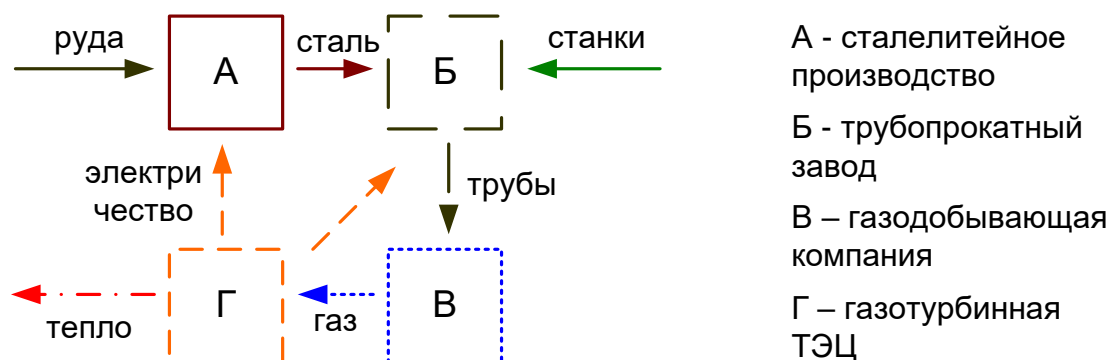 руда
А
сталь
Б
станки
электри
чество
трубы
тепло
Г
газ
В
А - сталелитейное
производство
Б - трубопрокатный
завод
В – газодобывающая
компания
Г – газотурбинная
ТЭЦ